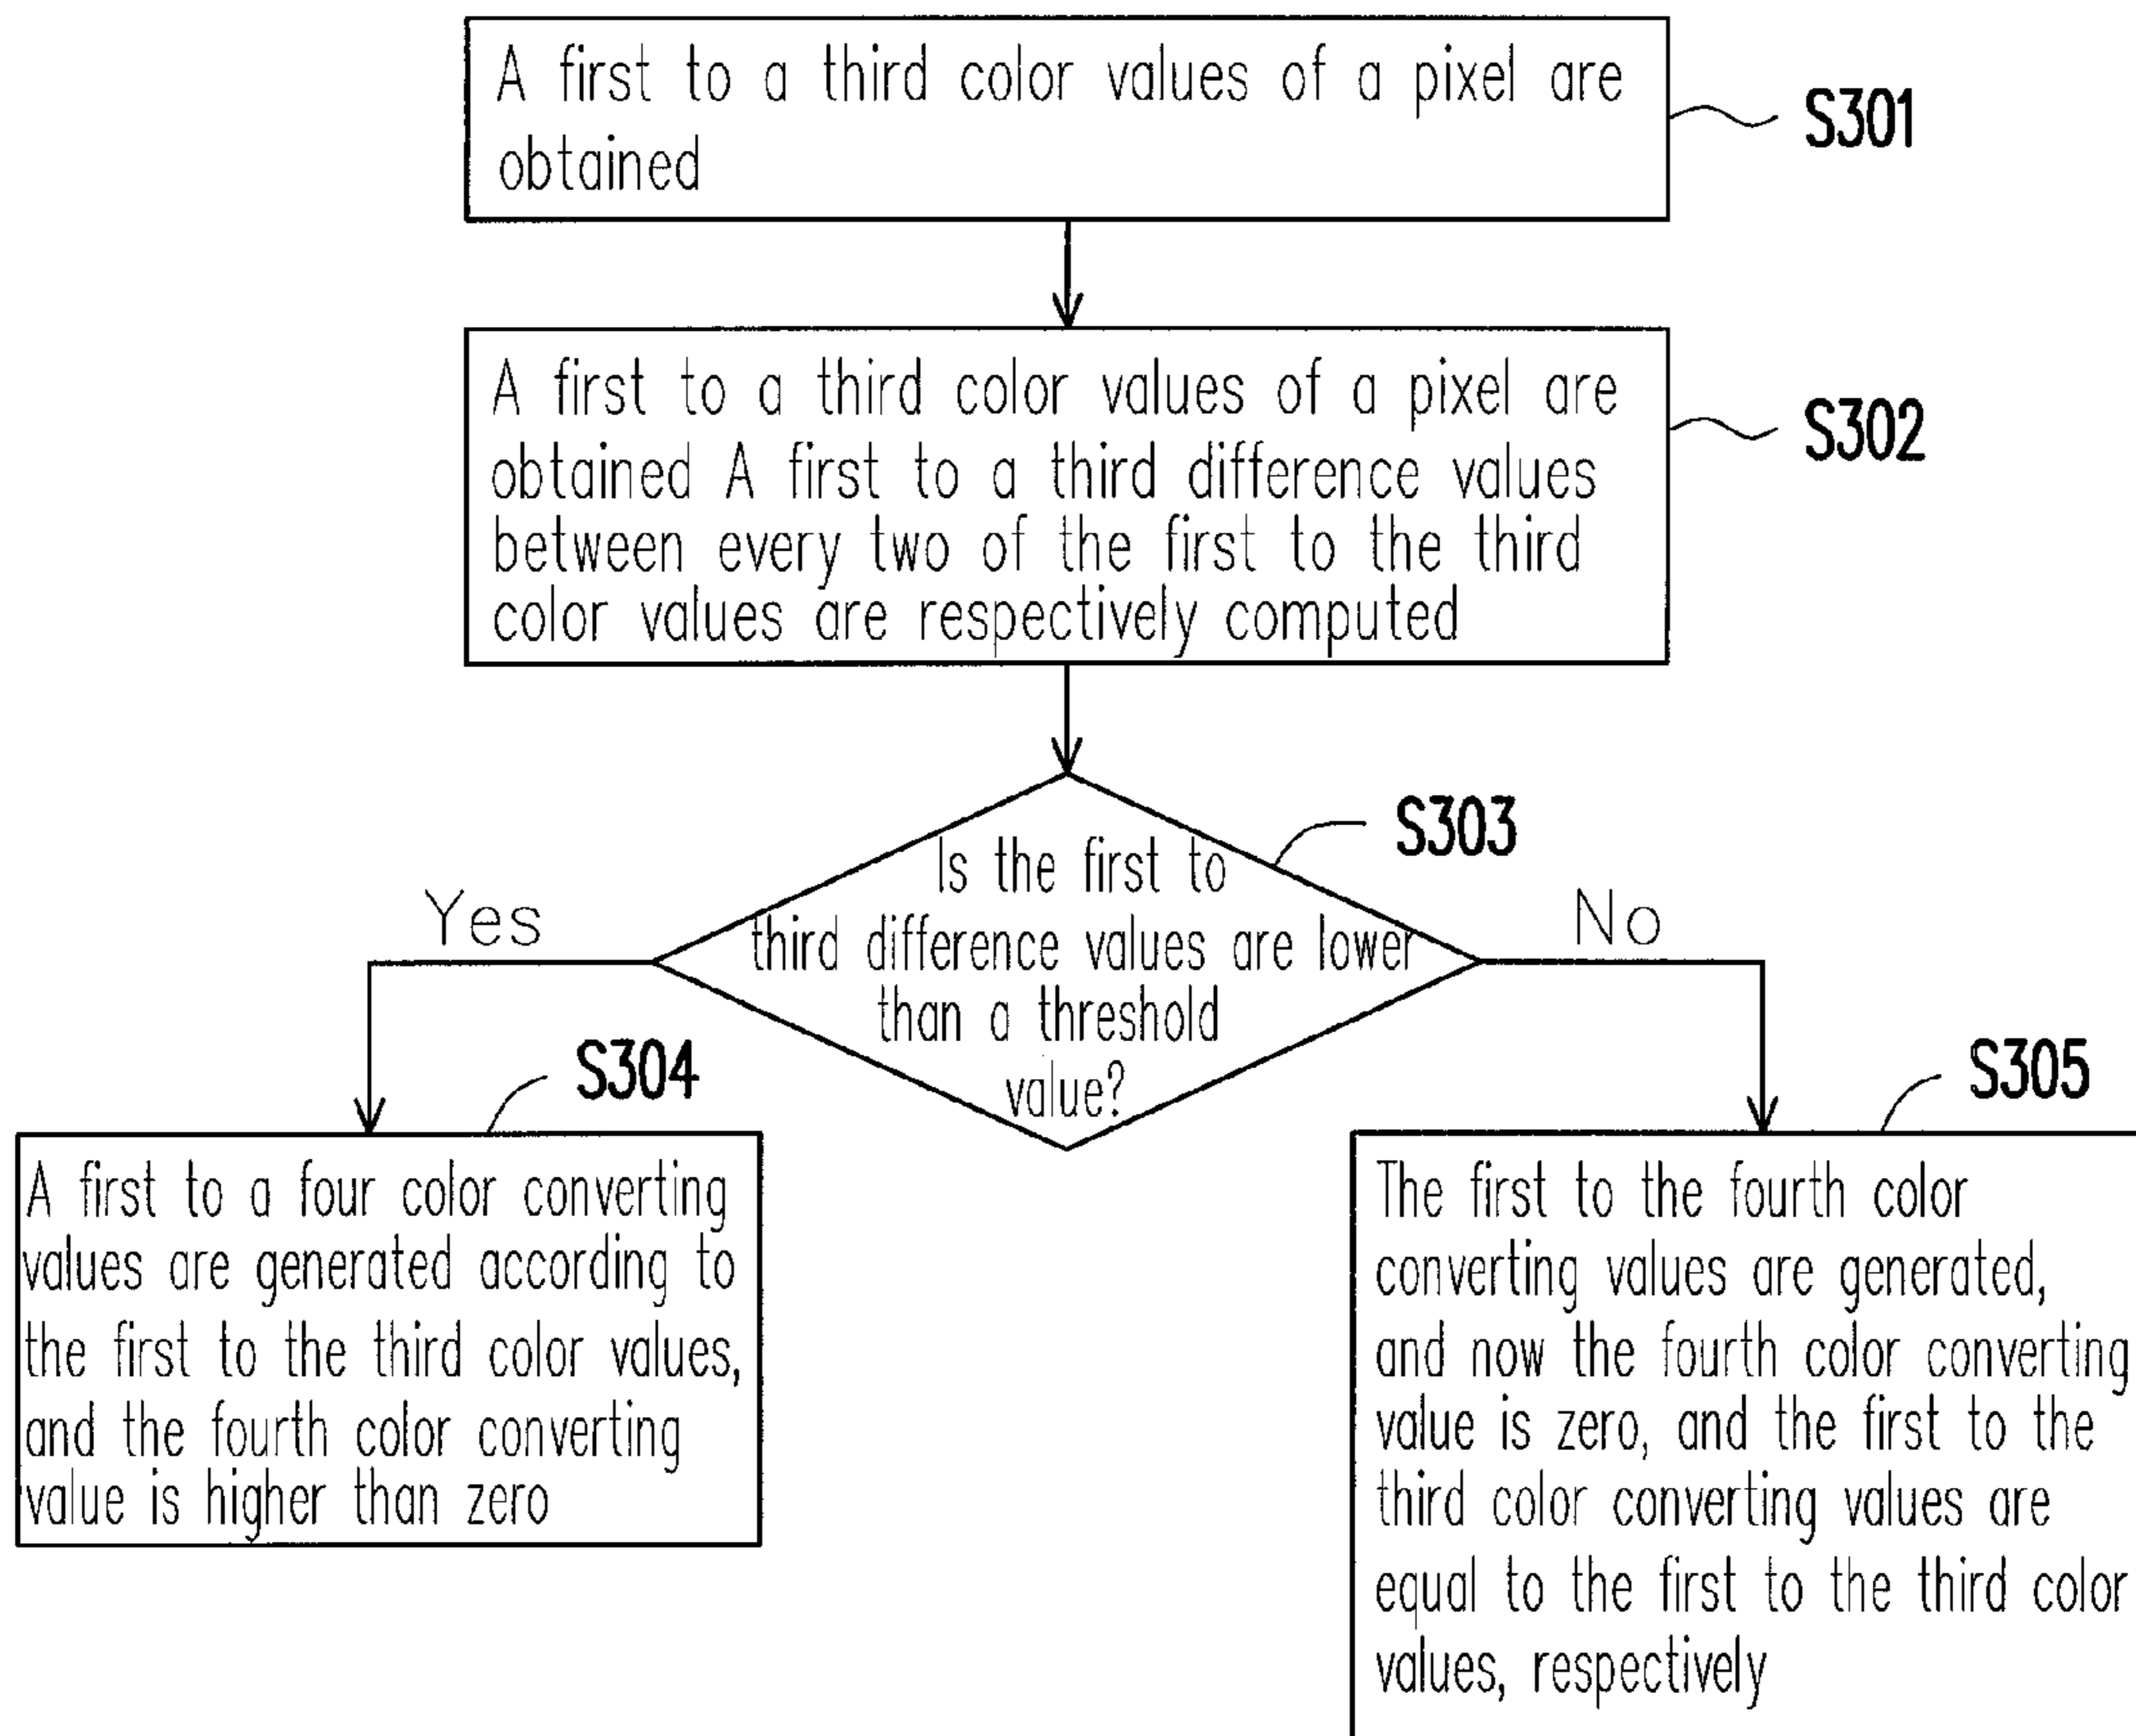 A first to a third color values of a pixel are
obtained
S301
A first to a third color values of a pixel are
obtained A first to a third difference values
between every two of the first to the third
color values are respectively computed
S302
Is the first to
third difference values are lower
than a threshold
value?
S303
Yes
No
S304
A first to a four color converting
values are generated according to
the first to the third color values,
and the fourth color converting
value is higher than zero
S305
The first to the fourth color
converting values are generated,
and now the fourth color converting
value is zero, and the first to the
third color converting values are
equal to the first to the third color
values, respectively